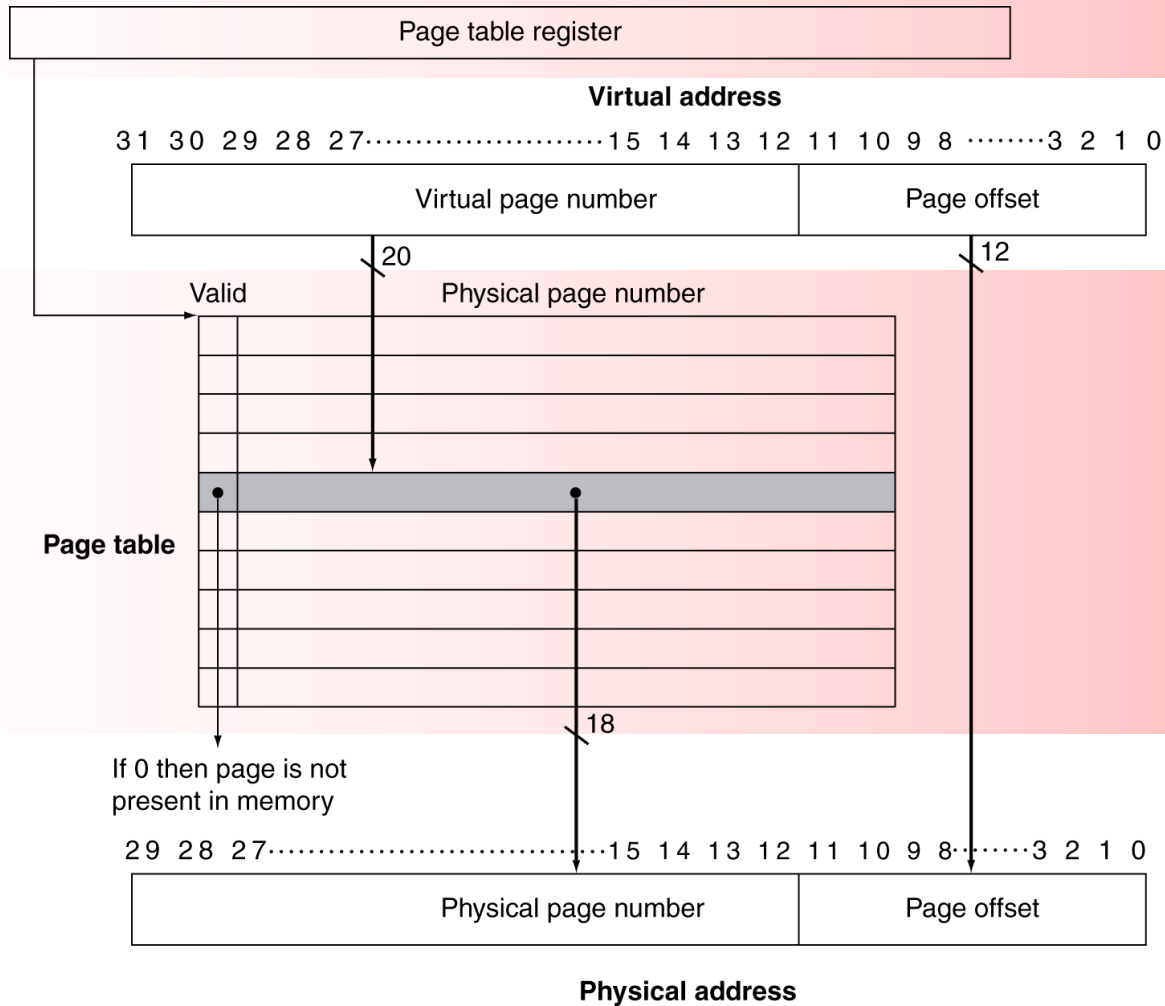 Page table register
Virtual address
31 30 29 28 27······················15 14 13 12 11 10 9 8 ········3 2 1 0
Virtual page number Page offset
20 12
Valid Physical page number
Page table
18
If 0 then page is not
present in memory
29 28 27································15 14 13 12 11 10 9 8········3 2 1 0
Physical page number Page offset
Physical address